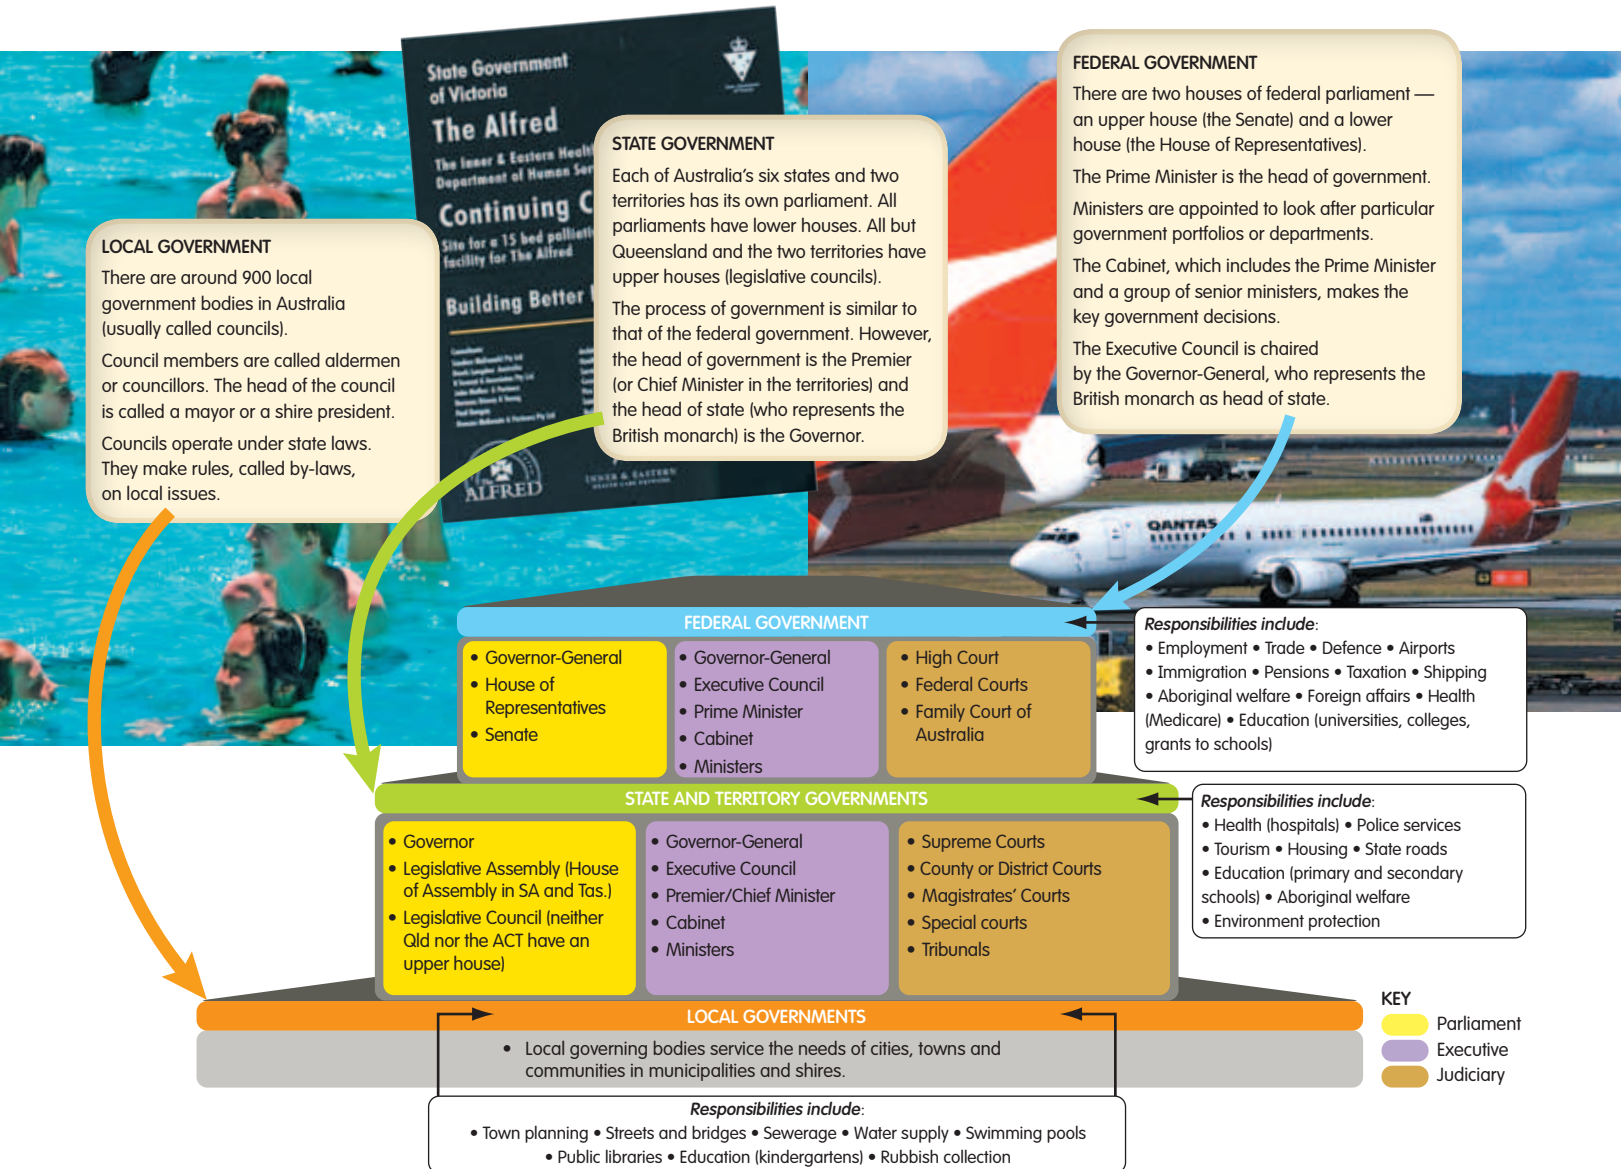 State Government
of Victoria
The Alfred
The Inner & Eastern Healt
Department of Human Ser
Continuing C
Site for a 15 bed palliati
facility for The Alfred
Building Better
ALFRED
INNER & EASTERN
HEALTH CARE NETWORK
LOCAL GOVERNMENT
There are around 900 local
government bodies in Australia
(usually called councils).
Council members are called aldermen
or councillors. The head of the council
is called a mayor or a shire president.
Councils operate under state laws.
They make rules, called by-laws,
on local issues.
STATE GOVERNMENT
Each of Australia’s six states and two
territories has its own parliament. All
parliaments have lower houses. All but
Queensland and the two territories have
upper houses (legislative councils).
The process of government is similar to
that of the federal government. However,
the head of government is the Premier
(or Chief Minister in the territories) and
the head of state (who represents the
British monarch) is the Governor.
FEDERAL GOVERNMENT
There are two houses of federal parliament —
an upper house (the Senate) and a lower
house (the House of Representatives).
The Prime Minister is the head of government.
Ministers are appointed to look after particular
government portfolios or departments.
The Cabinet, which includes the Prime Minister
and a group of senior ministers, makes the
key government decisions.
The Executive Council is chaired
by the Governor-General, who represents the
British monarch as head of state.
QANTAS
FEDERAL GOVERNMENT
• Governor-General
• House of
Representatives
• Senate
• Governor-General
• Executive Council
• Prime Minister
• Cabinet
• Ministers
• High Court
• Federal Courts
• Family Court of
Australia
Responsibilities include:
• Employment • Trade • Defence • Airports
• Immigration • Pensions • Taxation • Shipping
• Aboriginal welfare • Foreign affairs • Health
(Medicare) • Education (universities, colleges,
grants to schools)
STATE AND TERRITORY GOVERNMENTS
• Governor
• Legislative Assembly (House
of Assembly in SA and Tas.)
• Legislative Council (neither
Qld nor the ACT have an
upper house)
• Governor-General
• Executive Council
• Premier/Chief Minister
• Cabinet
• Ministers
• Supreme Courts
• County or District Courts
• Magistrates’ Courts
• Special courts
• Tribunals
Responsibilities include:
• Health (hospitals) • Police services
• Tourism • Housing • State roads
• Education (primary and secondary
schools) • Aboriginal welfare
• Environment protection
LOCAL GOVERNMENTS
• Local governing bodies service the needs of cities, towns and
communities in municipalities and shires.
Responsibilities include:
• Town planning • Streets and bridges • Sewerage • Water supply • Swimming pools
• Public libraries • Education (kindergartens) • Rubbish collection
KEY
Parliament
Executive
Judiciary